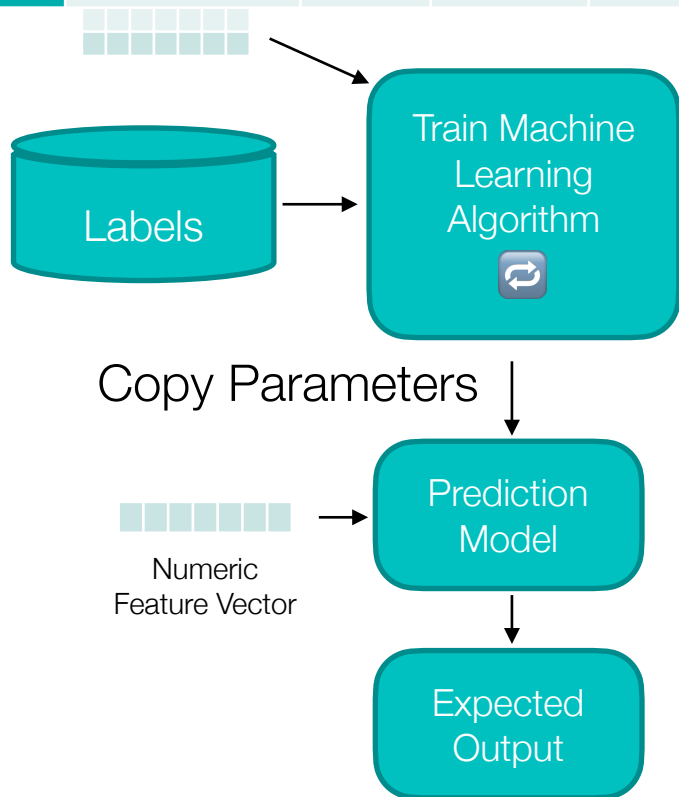 Train Machine
Learning
Algorithm
Labels
Copy Parameters
Prediction
Model
Numeric
Feature Vector
Expected
Output